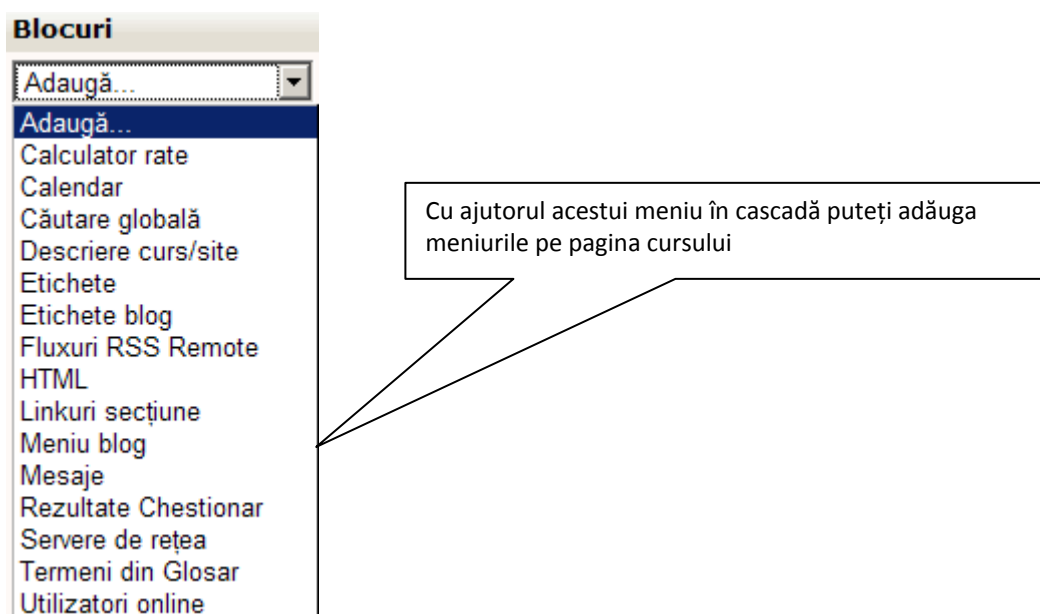 Blocuri
Adaugă...
Adaugă...
Calculator rate
Calendar
Căutare globală
Descriere curs/site
Etichete
Etichete blog
Fluxuri RSS Remote
HTML
Linkuri secțiune
Meniu blog
Mesaje
Rezultate Chestionar
Servere de rețea
Termeni din Glosar
Utilizatori online
Cu ajutorul acestui meniu în cascadă puteți adăuga
meniurile pe pagina cursului